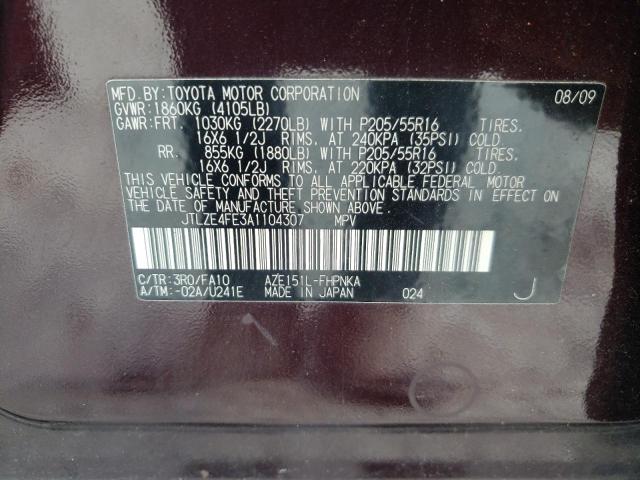 MFD. BY: TOYOTA MOTOR CORPORATION 08/09
GVWR: 1860KG (4105LB)
GAWR: FRT. 1030KG (2270LB) WITH P205/55R16 TIRES.
16X6 1/2J RIMS, AT 240KPA (35PSI) COLD.
RR. 855KG (1880LB) WITH P205/55R16 TIRES.
16X6 1/2J RIMS, AT 220KPA (32PSI) COLD.
THIS VEHICLE CONFORMS TO ALL APPLICABLE FEDERAL MOTOR
VEHICLE SAFETY AND THEFT PREVENTION STANDARDS IN EFFECT ON
THE DATE OF MANUFACTURE SHOWN ABOVE.
JTLZE4FE3A1104307 MPV
C/TR: 3R0/FA10 AZE151L-FHPNKA
A/TM: -02A/U241E MADE IN JAPAN 024 J